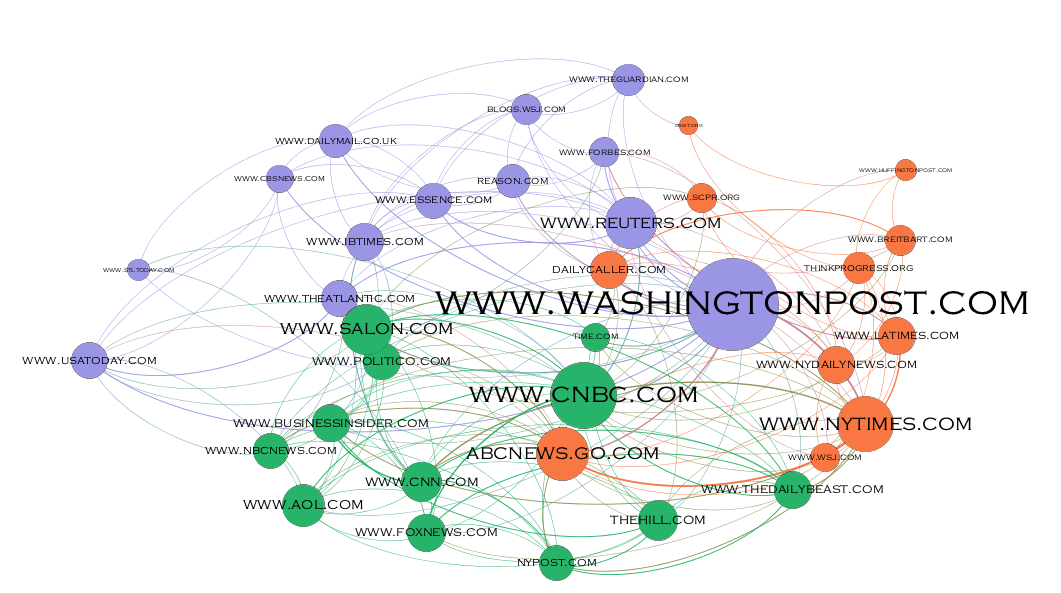 WWW.THEGUARDIAN.COM
BLOGS.WSJ.COM
WWW.DAILYMAIL.CO.UK
WWW.FORBES.COM
WWW.HUFFINGTONPOST.COM
WWW.CBSNEWS.COM
REASON.COM
WWW.ESSENCE.COM
WWW.SCPR.ORG
WWW.REUTERS.COM
WWW.IBTIMES.COM
WWW.BREITBART.COM
WWW.STLTODAY.COM
DAILYCALLER.COM
THINKPROGRESS.ORG
WWW.THEATLANTIC.COM
WWW.WASHINGTONPOST.COM
WWW.SALON.COM
TIME.COM
WWW.LATIMES.COM
WWW.USATODAY.COM
WWW.POLITICO.COM
WWW.NYDAILYNEWS.COM
WWW.CNBC.COM
WWW.BUSINESSINSIDER.COM
WWW.NYTIMES.COM
WWW.NBCNEWS.COM
ABCNEWS.GO.COM
WWW.WSJ.COM
WWW.CNN.COM
WWW.THEDAILYBEAST.COM
WWW.AOL.COM
THEHILL.COM
WWW.FOXNEWS.COM
NYPOST.COM